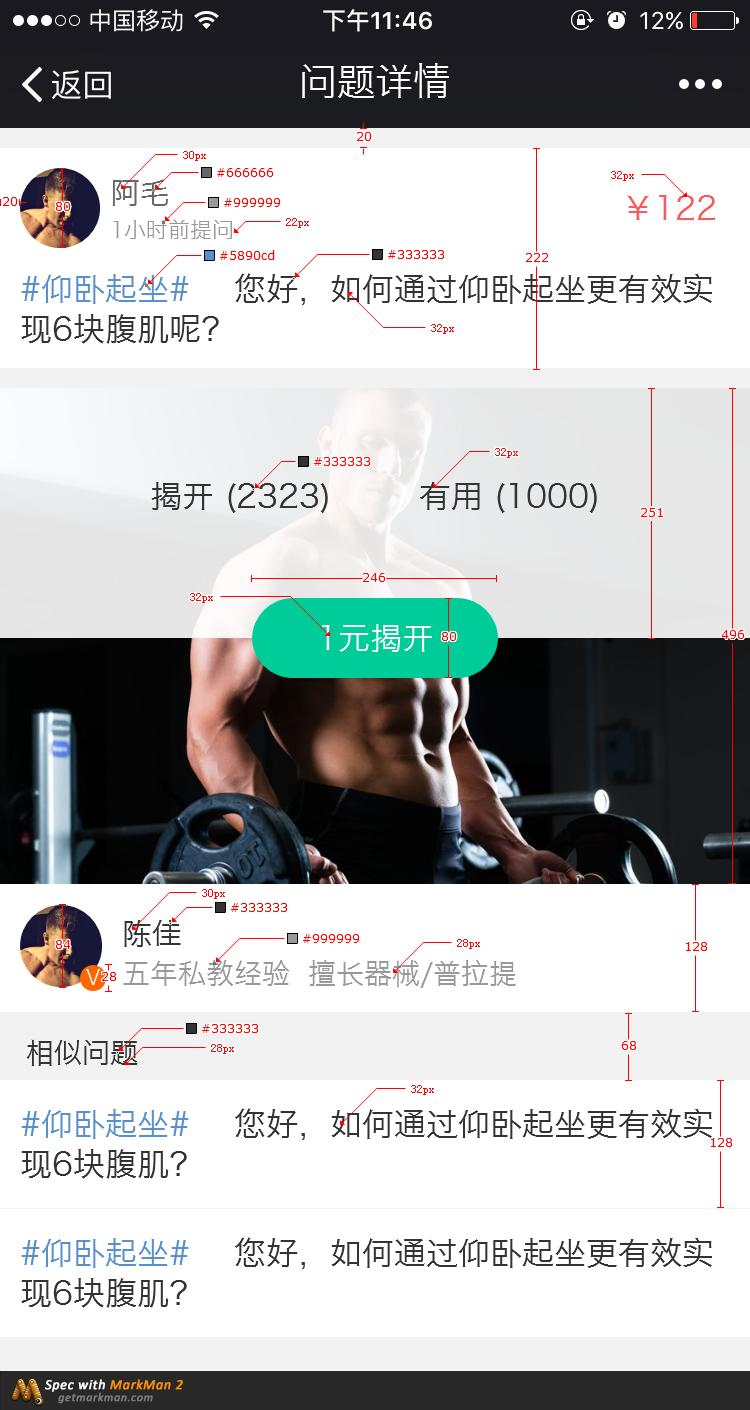 中国移动 下午11:46 12%
返回 问题详情
20
30px
#666666
阿毛
80
#999999
1小时前提问
22px
32px
￥122
#5890cd
#333333
222
#仰卧起坐# 您好，如何通过仰卧起坐更有效实
现6块腹肌呢？
32px
#333333
32px
揭开 (2323) 有用 (1000)
251
246
32px
1元揭开
80
496
30px
#333333
84
陈佳
#999999
28px
V
28
五年私教经验 擅长器械/普拉提
128
#333333
28px
相似问题
68
32px
#仰卧起坐# 您好，如何通过仰卧起坐更有效实
现6块腹肌？
128
#仰卧起坐# 您好，如何通过仰卧起坐更有效实
现6块腹肌？
Spec with MarkMan 2
getmarkman.com